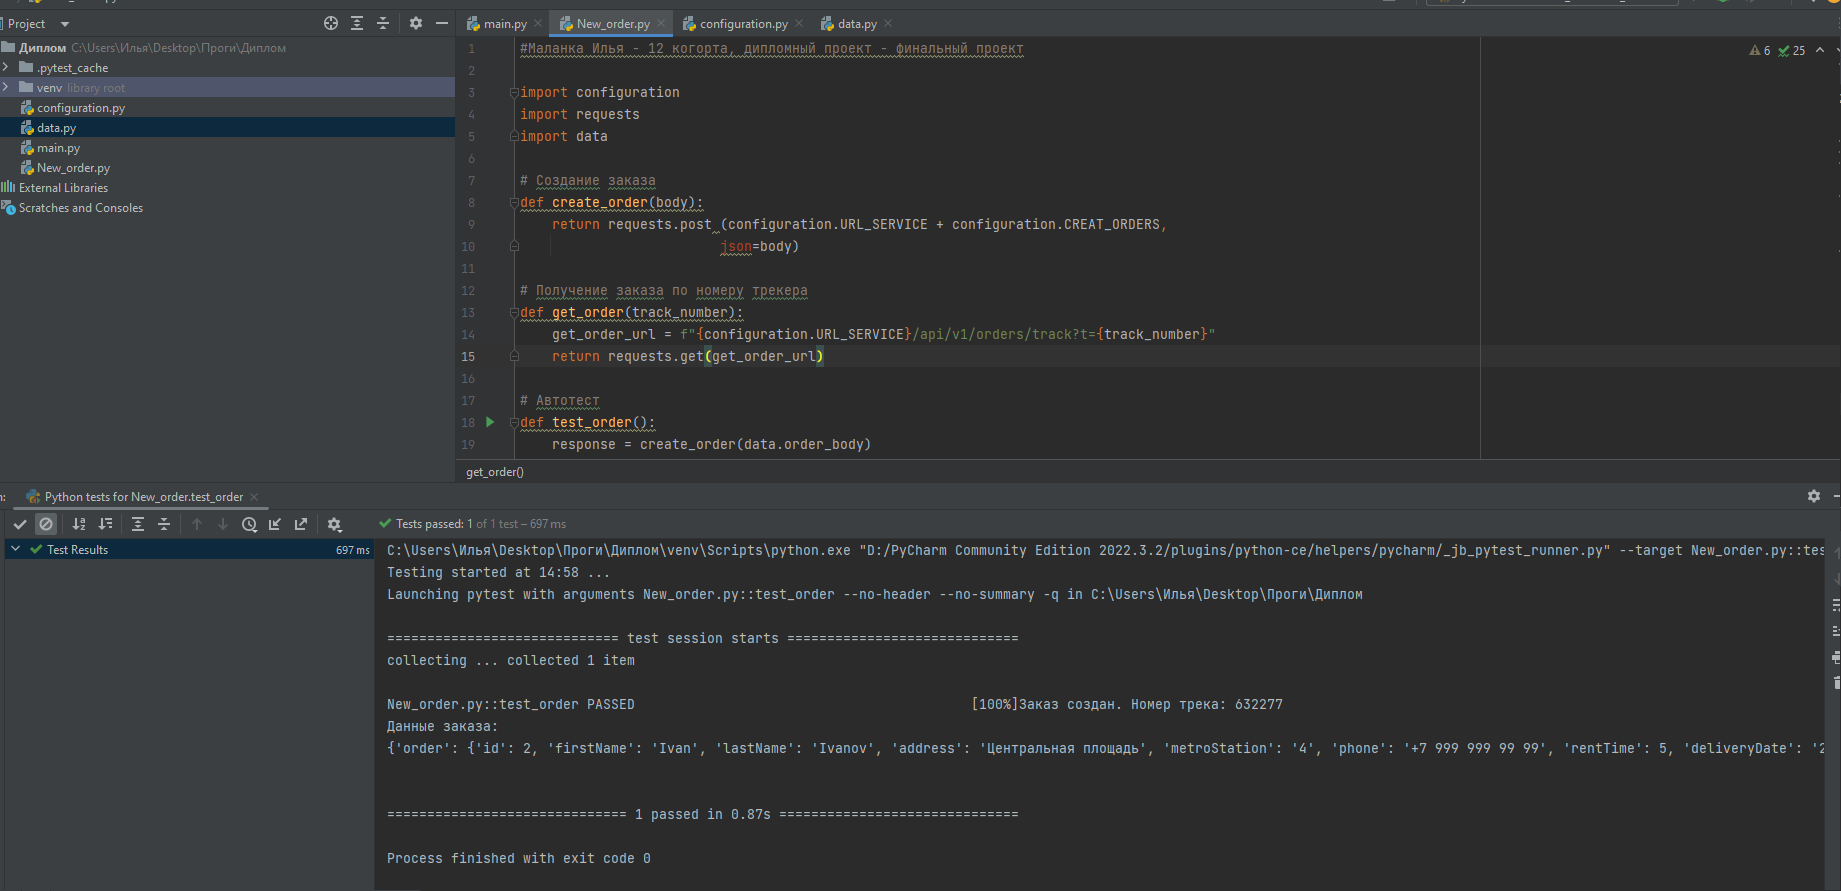 Project
main.py
New_order.py
configuration.py
data.py
Диплом C:\Users\Илья\Desktop\Проги\Диплом
.pytest_cache
venv library root
configuration.py
data.py
main.py
New_order.py
External Libraries
Scratches and Consoles
6 25
1 #Маланка Илья - 12 когорта, дипломный проект - финальный проект
2
3 import configuration
4 import requests
5 import data
6
7 # Создание заказа
8 def create_order(body):
9 return requests.post (configuration.URL_SERVICE + configuration.CREAT_ORDERS,
10 json=body)
11
12 # Получение заказа по номеру трекера
13 def get_order(track_number):
14 get_order_url = f"{configuration.URL_SERVICE}/api/v1/orders/track?t={track_number}"
15 return requests.get(get_order_url)
16
17 # Автотест
18 def test_order():
19 response = create_order(data.order_body)
get_order()
Python tests for New_order.test_order
Tests passed: 1 of 1 test – 697 ms
Test Results 697 ms
C:\Users\Илья\Desktop\Проги\Диплом\venv\Scripts\python.exe "D:/PyCharm Community Edition 2022.3.2/plugins/python-ce/helpers/pycharm/_jb_pytest_runner.py" --target New_order.py::tes
Testing started at 14:58 ...
Launching pytest with arguments New_order.py::test_order --no-header --no-summary -q in C:\Users\Илья\Desktop\Проги\Диплом
============================= test session starts =============================
collecting ... collected 1 item
New_order.py::test_order PASSED [100%]Заказ создан. Номер трека: 632277
Данные заказа:
{'order': {'id': 2, 'firstName': 'Ivan', 'lastName': 'Ivanov', 'address': 'Центральная площадь', 'metroStation': '4', 'phone': '+7 999 999 99 99', 'rentTime': 5, 'deliveryDate': '2
============================== 1 passed in 0.87s ==============================
Process finished with exit code 0